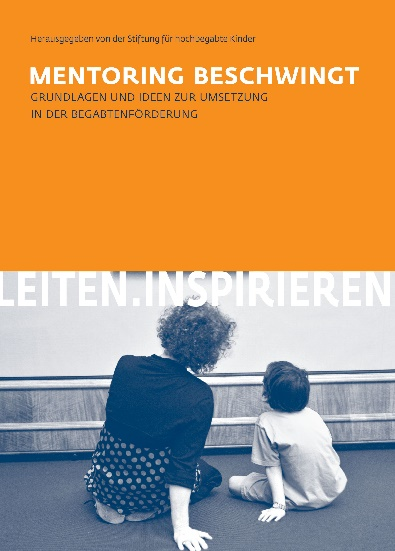 Herausgegeben von der Stiftung für hochbegabte Kinder
MENTORING BESCHWINGT
GRUNDLAGEN UND IDEEN ZUR UMSETZUNG
IN DER BEGABTENFÖRDERUNG
LEITEN.INSPIRIEREN